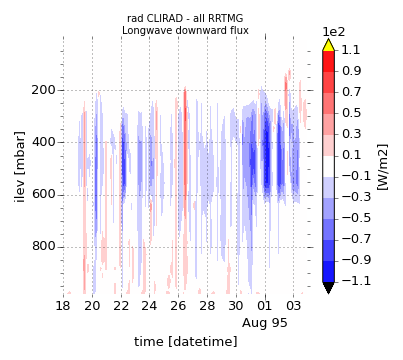 rad CLIRAD - all RRTMG
Longwave downward flux
1e2
1.1
0.9
0.7
0.5
0.3
0.1
−0.1
−0.3
−0.5
−0.7
−0.9
−1.1
[W/m2]
ilev [mbar]
200
400
600
800
18 20 22 24 26 28 30 01 03
Aug 95
time [datetime]